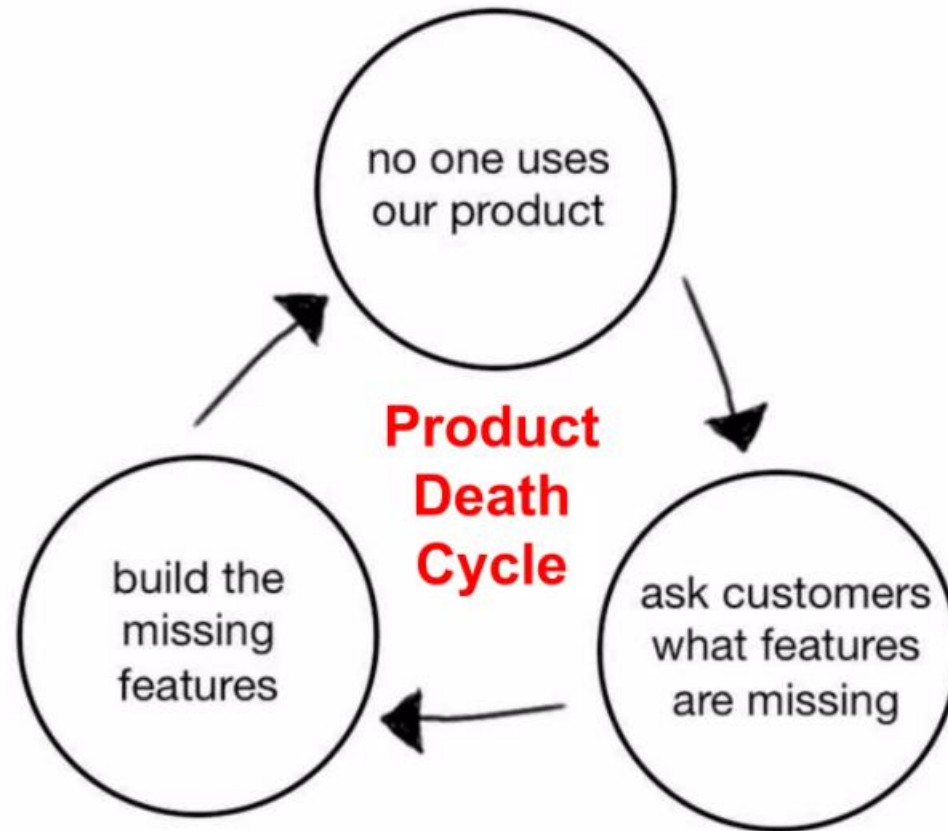 no one uses
our product
Product
Death
Cycle
ask customers
what features
are missing
build the
missing
features